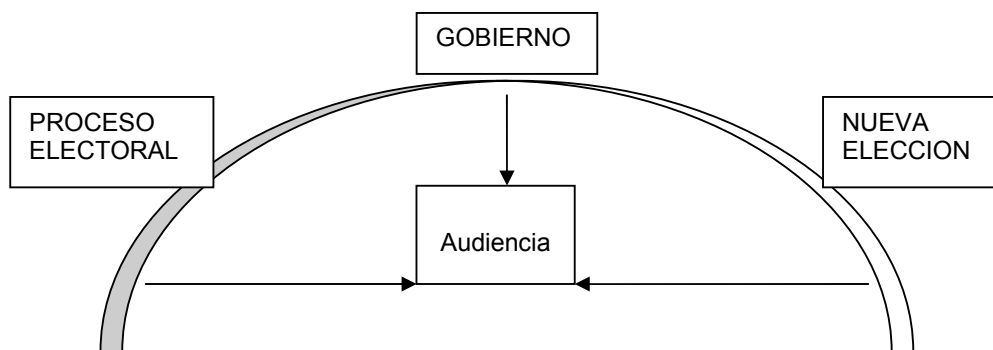 GOBIERNO
PROCESO
ELECTORAL
NUEVA
ELECCION
Audiencia